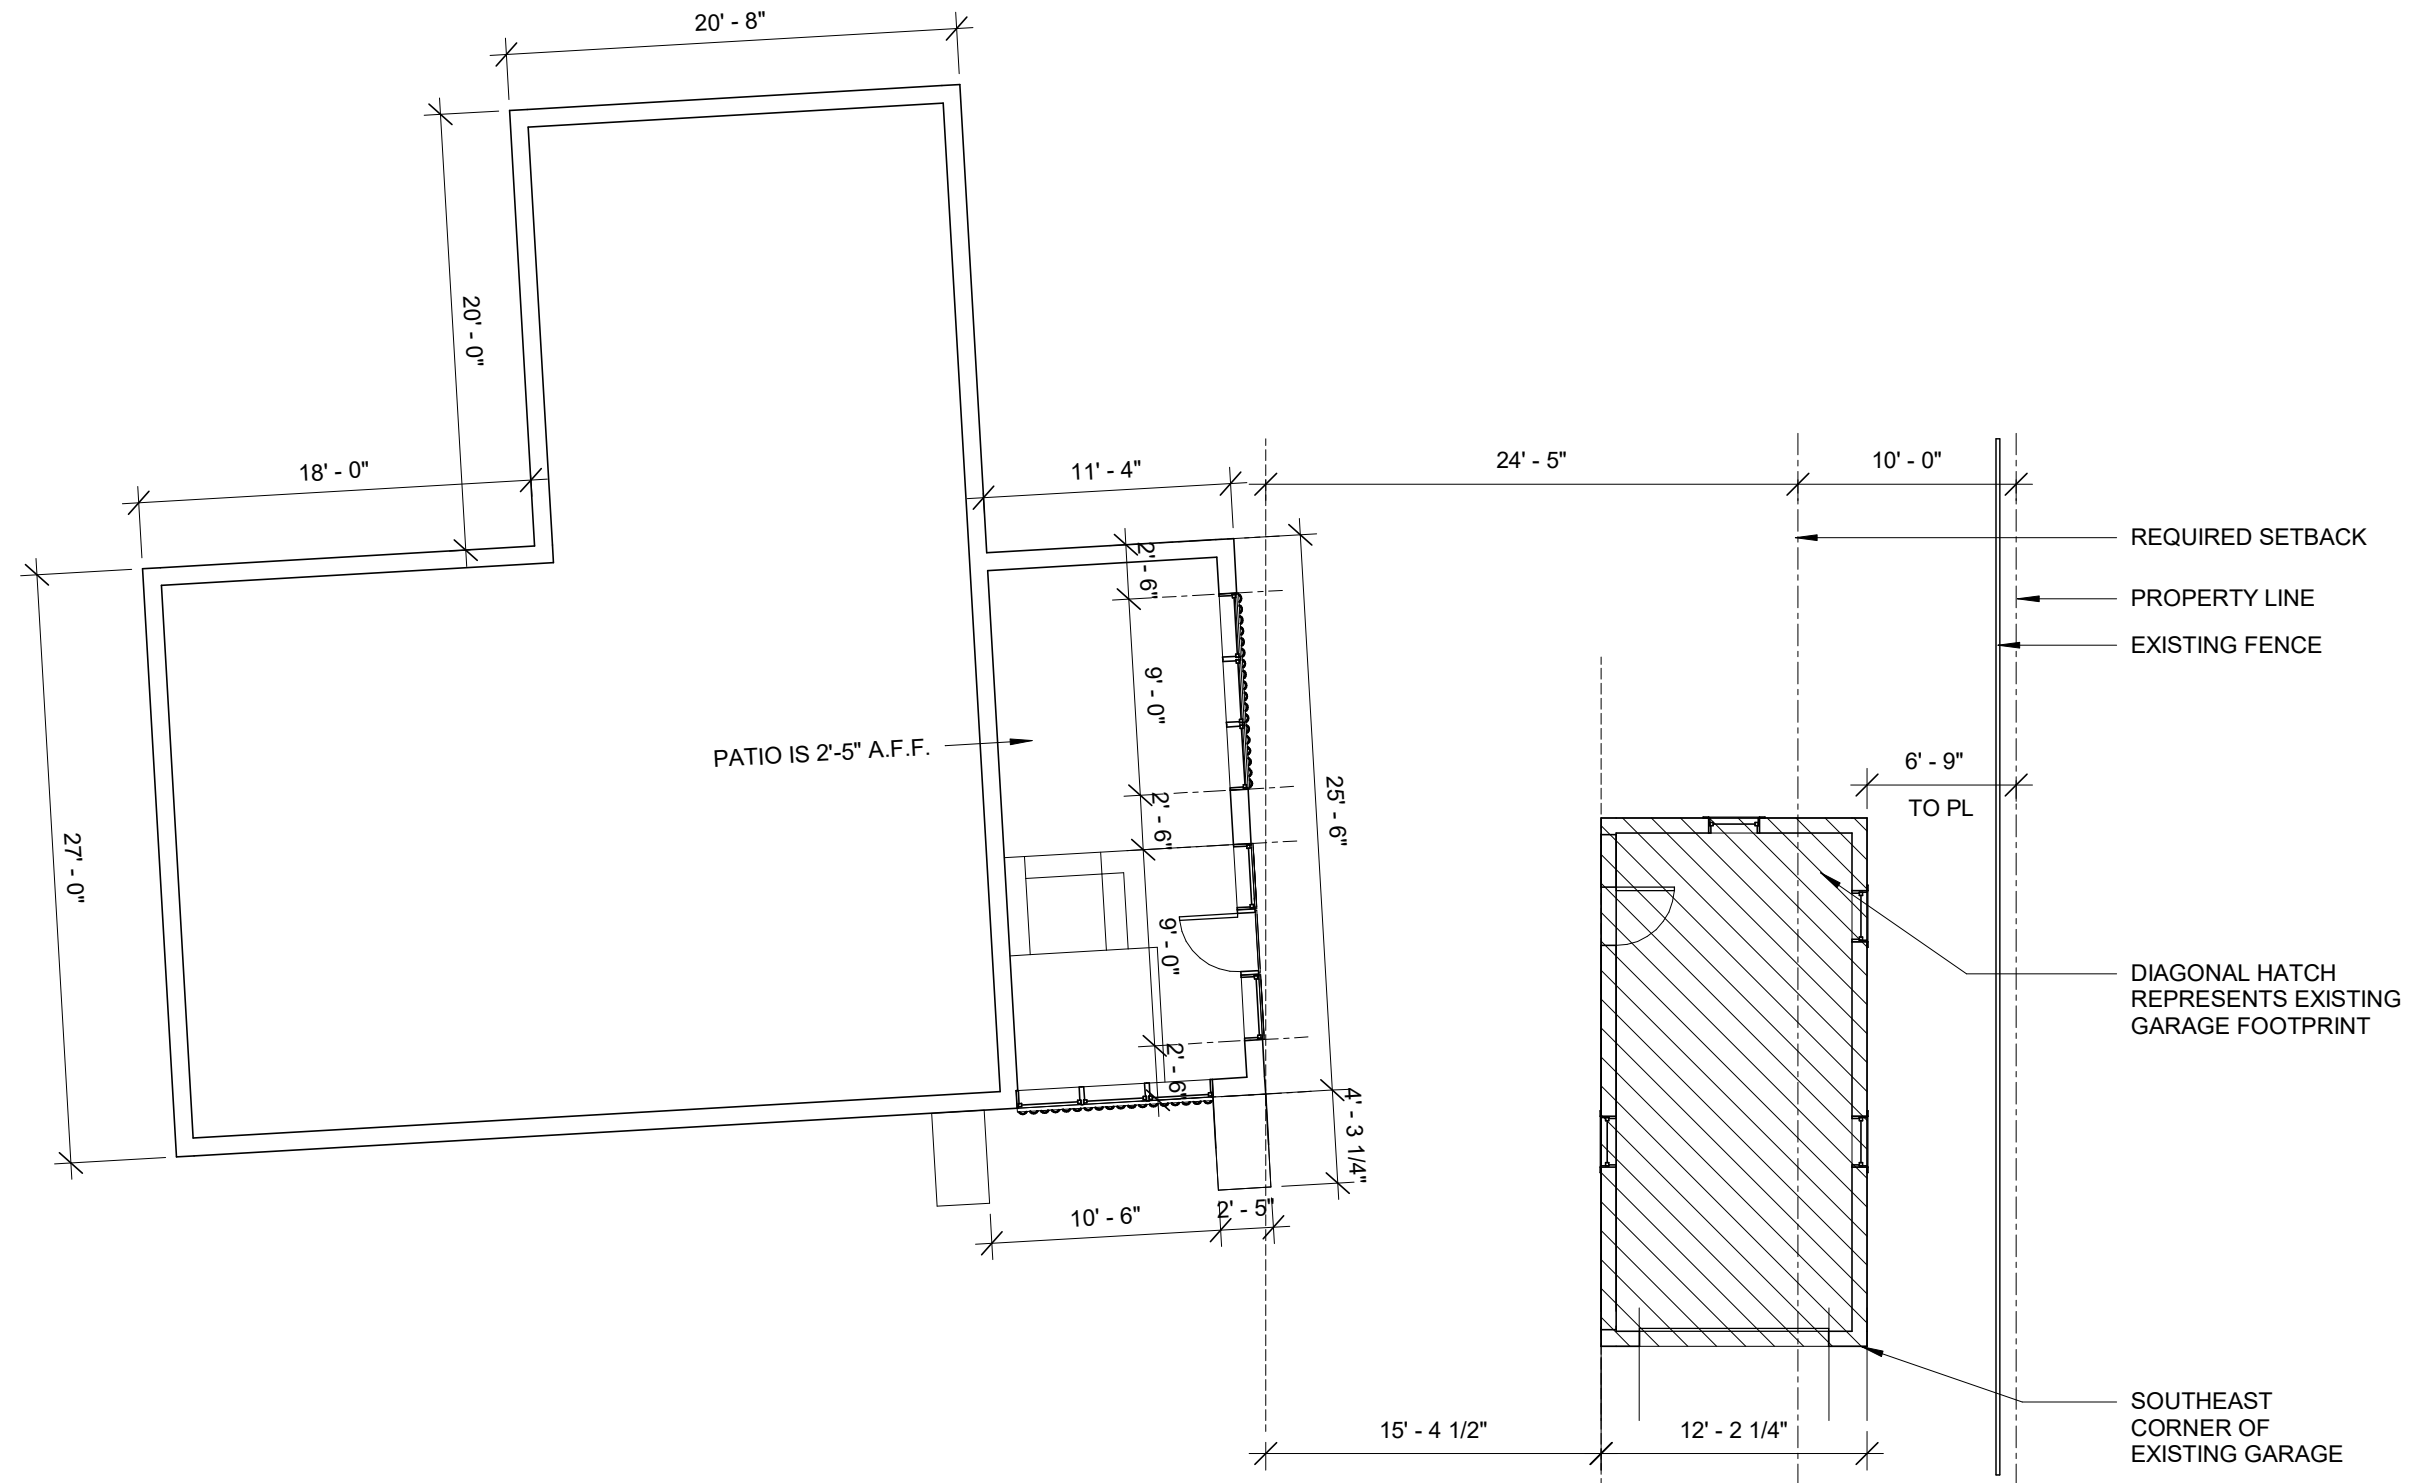 20' - 8"
20' - 0"
18' - 0"
11' - 4"
24' - 5"
10' - 0"
REQUIRED SETBACK
PROPERTY LINE
EXISTING FENCE
2' - 6"
9' - 0"
PATIO IS 2'-5" A.F.F.
6' - 9"
TO PL
25' - 6"
2' - 6"
27' - 0"
9' - 0"
DIAGONAL HATCH
REPRESENTS EXISTING
GARAGE FOOTPRINT
2' - 6"
4' - 3 1/4"
10' - 6"
2' - 5"
15' - 4 1/2"
12' - 2 1/4"
SOUTHEAST
CORNER OF
EXISTING GARAGE